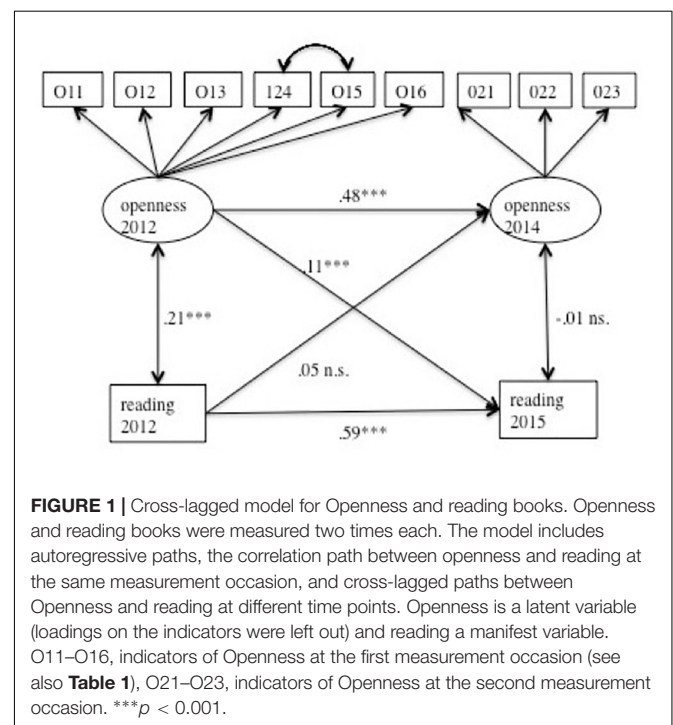 O11 O12 O13 124 O15 O16 021 022 023
openness
2012
.48***
openness
2014
.11***
.21***
-.01 ns.
.05 n.s.
reading
2012
reading
2015
.59***
FIGURE 1 | Cross-lagged model for Openness and reading books. Openness
and reading books were measured two times each. The model includes
autoregressive paths, the correlation path between openness and reading at
the same measurement occasion, and cross-lagged paths between
Openness and reading at different time points. Openness is a latent variable
(loadings on the indicators were left out) and reading a manifest variable.
O11–O16, indicators of Openness at the first measurement occasion (see
also Table 1), O21–O23, indicators of Openness at the second measurement
occasion. ***p < 0.001.